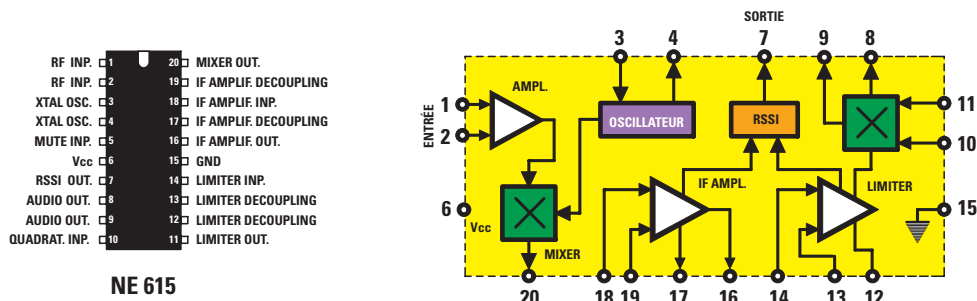 RF INP. 1 20 MIXER OUT.
RF INP. 2 19 IF AMPLIF. DECOUPLING
XTAL OSC. 3 18 IF AMPLIF. INP.
XTAL OSC. 4 17 IF AMPLIF. DECOUPLING
MUTE INP. 5 16 IF AMPLIF. OUT.
Vcc 6 15 GND
RSSI OUT. 7 14 LIMITER INP.
AUDIO OUT. 8 13 LIMITER DECOUPLING
AUDIO OUT. 9 12 LIMITER DECOUPLING
QUADRAT. INP. 10 11 LIMITER OUT.
NE 615
SORTIE
3 4 7 9 8
AMPL.
1
2
ENTRÉE
OSCILLATEUR
RSSI
11
10
IF AMPL.
LIMITER
6
Vcc
15
MIXER
20 18 19 17 16 14 13 12